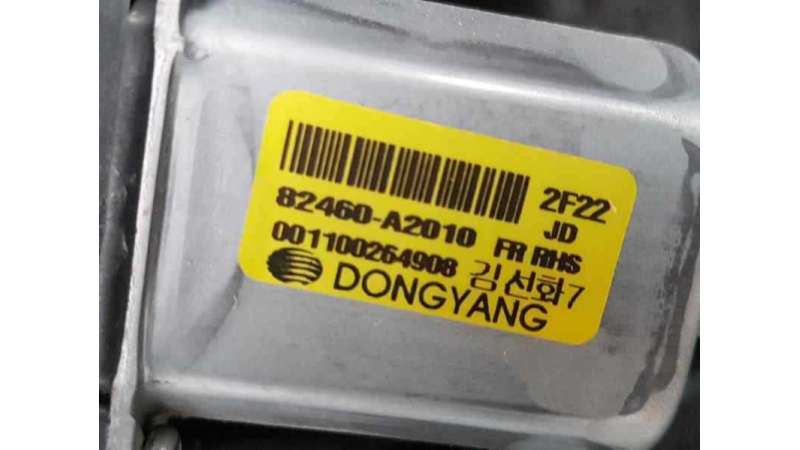 2F22
82460-A2010 JD
001100264908 FR RHS
김선화7
DONGYANG